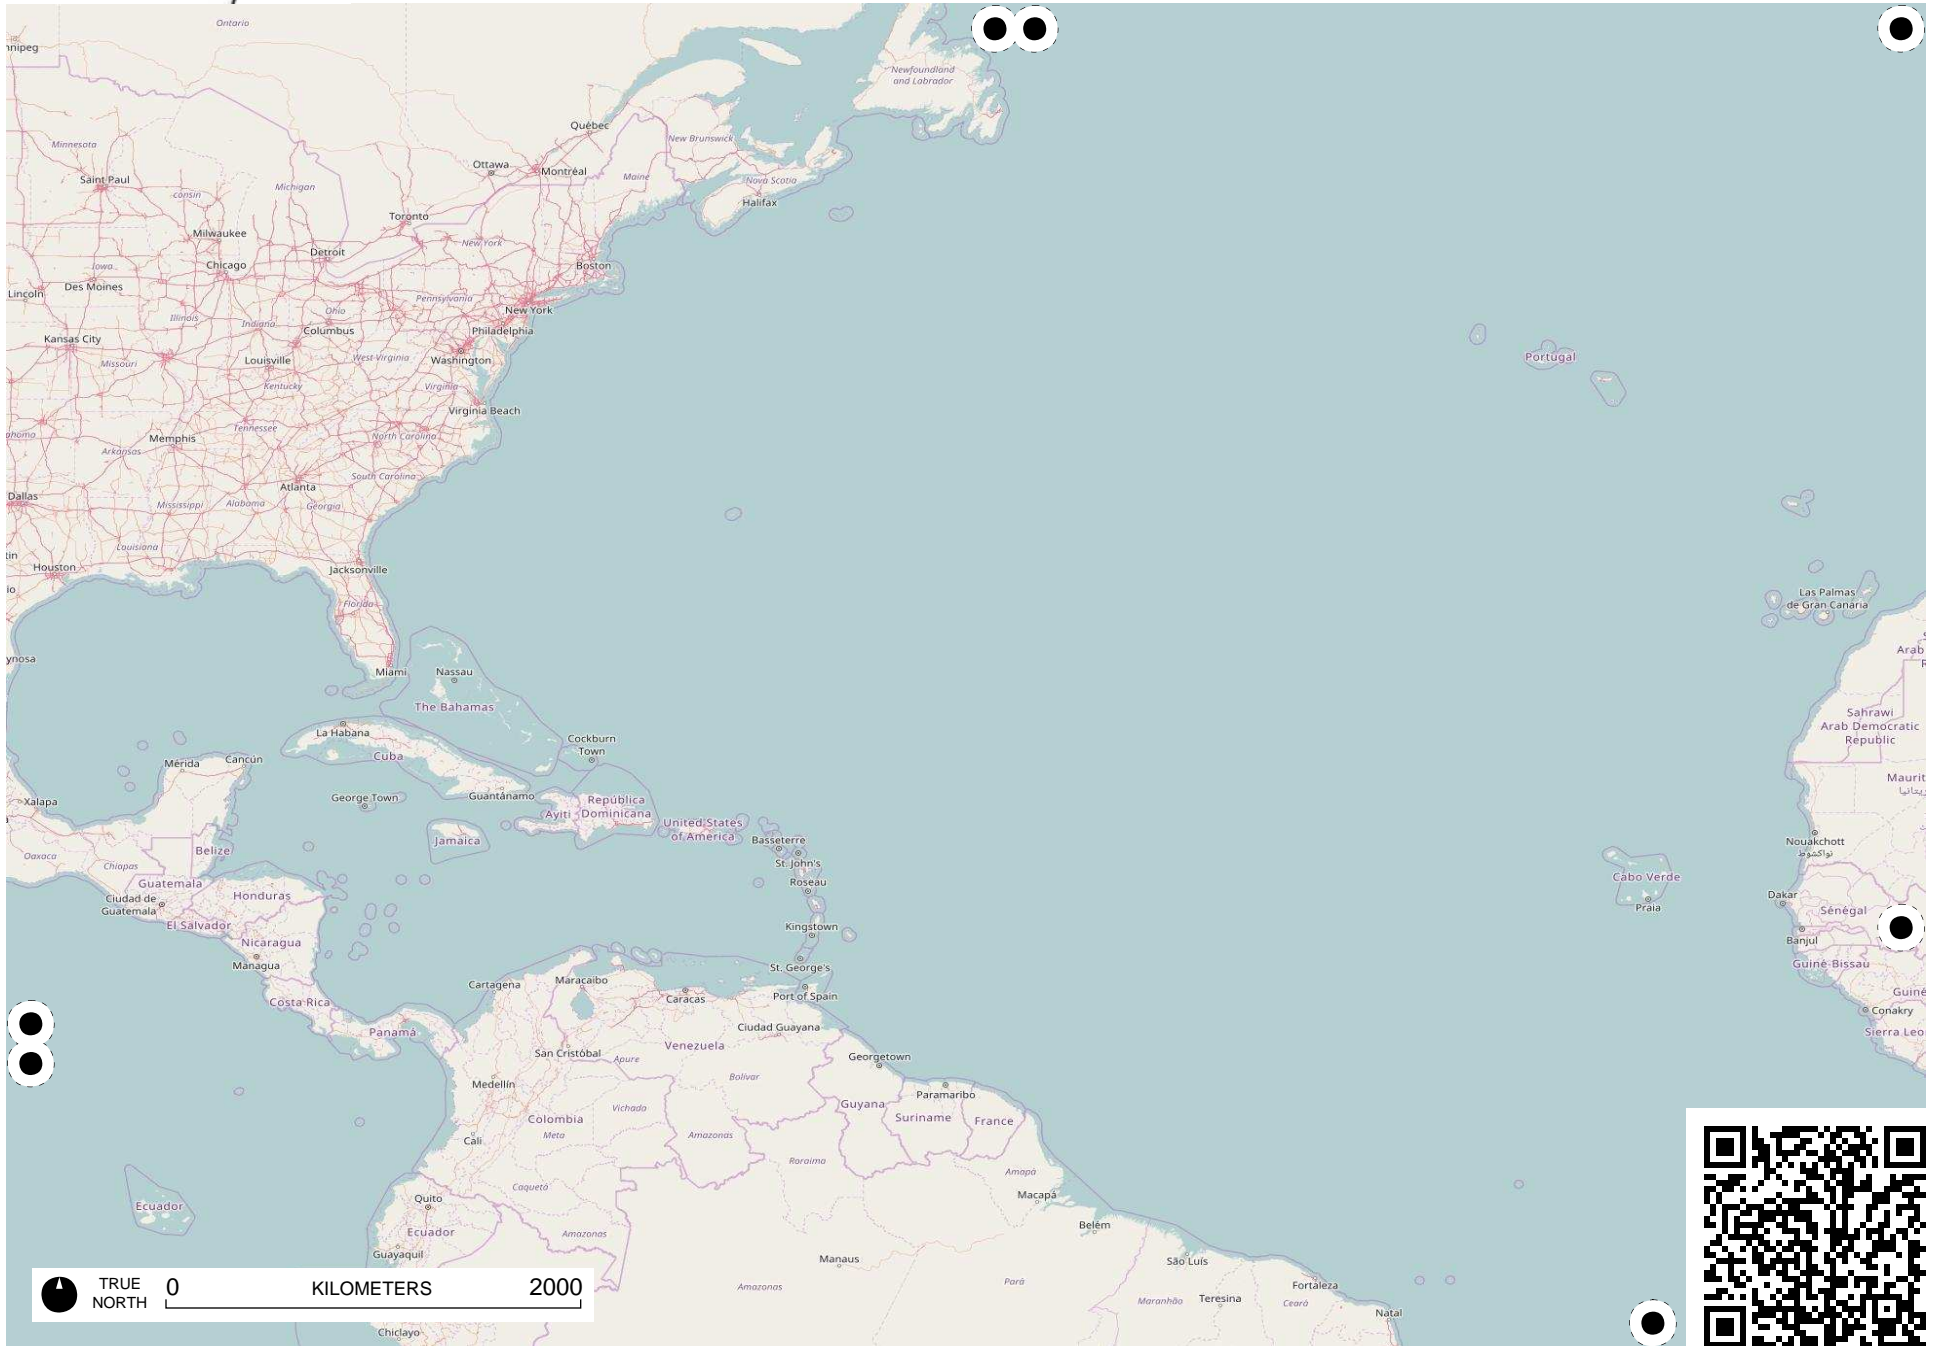 Ontario
Newfoundland
and Labrador
Québec
New Brunswick
Minnesota
Ottawa
Montréal
Saint Paul
Michigan
consin
Maine
Nova Scotia
Halifax
Toronto
Milwaukee
New York
Detroit
Chicago
Boston
Iowa
Des Moines
Lincoln
Pennsylvania
New York
Illinois
Indiana
Ohio
Columbus
Philadelphia
Kansas City
Missouri
Louisville
West Virginia
Washington
Portugal
Kentucky
Virginia
Virginia Beach
ahoma
Memphis
Tennessee
North Carolina
Arkansas
South Carolina
Dallas
Atlanta
Mississippi
Alabama
Georgia
Louisiana
Houston
Jacksonville
Florida
Las Palmas
de Gran Canaria
Miami
Nassau
The Bahamas
Sahrawi
Arab Democratic
Republic
La Habana
Cuba
Cockburn
Town
Mérida
Cancún
Xalapa
George Town
Guantánamo
Ayiti
República
Dominicana
United States
of America
Jamaica
Basseterre
St. John's
Roseau
Nouakchott
نواكشوط
Belize
Oaxaca
Chiapas
Guatemala
Ciudad de
Guatemala
Honduras
El Salvador
Nicaragua
Managua
Cabo Verde
Praia
Dakar
Sénégal
Banjul
Guiné-Bissau
Kingstown
St. George's
Port of Spain
Cartagena
Maracaibo
Caracas
Costa Rica
Panamá
Ciudad Guayana
Guiné
Conakry
Sierra Leo
San Cristóbal
Apure
Venezuela
Bolívar
Georgetown
Medellín
Paramaribo
Guyana
Suriname
France
Colombia
Vichada
Meta
Amazonas
Cali
Roraima
Amapá
Caquetá
Macapá
Ecuador
Quito
Ecuador
Amazonas
Belém
Guayaquil
Manaus
São Luís
Amazonas
Pará
Fortaleza
Maranhão
Teresina
Ceará
Natal
Chiclayo
TRUE
NORTH
0 KILOMETERS 2000